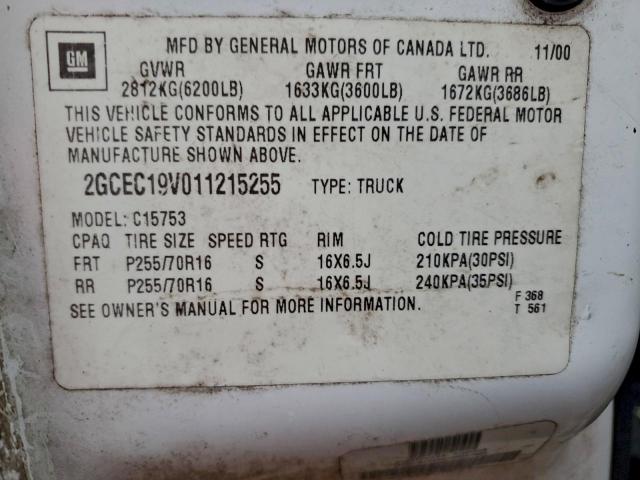 GM MFD BY GENERAL MOTORS OF CANADA LTD. 11/00
GVWR GAWR FRT GAWR RR
2812KG(6200LB) 1633KG(3600LB) 1672KG(3686LB)
THIS VEHICLE CONFORMS TO ALL APPLICABLE U.S. FEDERAL MOTOR
VEHICLE SAFETY STANDARDS IN EFFECT ON THE DATE OF
MANUFACTURE SHOWN ABOVE.
2GCEC19V011215255 TYPE: TRUCK
MODEL: C15753
CPAQ TIRE SIZE SPEED RTG RIM COLD TIRE PRESSURE
FRT P255/70R16 S 16X6.5J 210KPA(30PSI)
RR P255/70R16 S 16X6.5J 240KPA(35PSI)
SEE OWNER'S MANUAL FOR MORE INFORMATION.
F 368
T 561